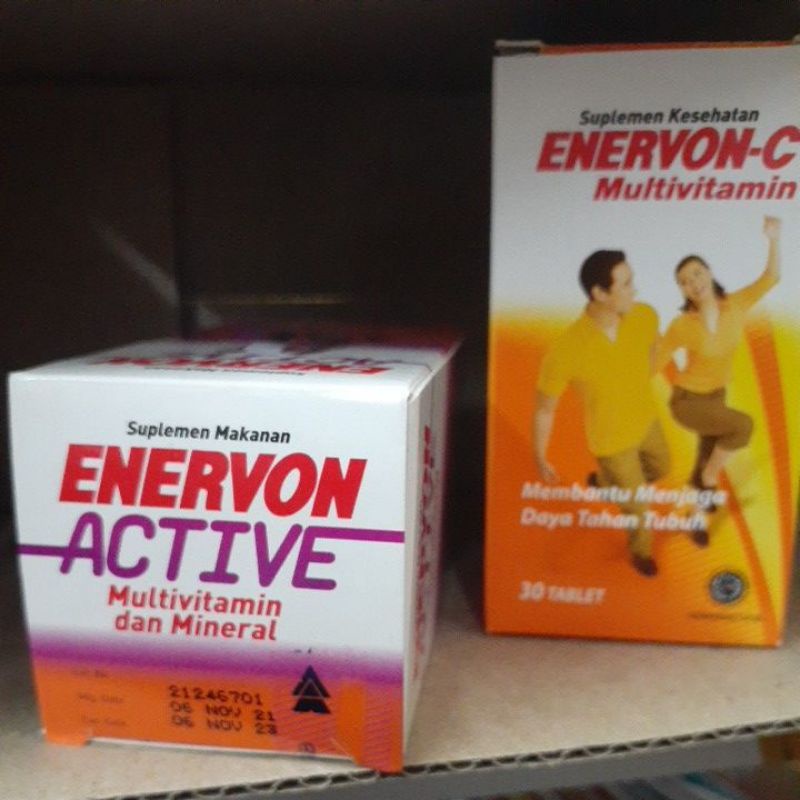 Suplemen Kesehatan
ENERVON-C
Multivitamin
Membantu Menjaga
Daya Tahan Tubuh
30 TABLET
ENERVON
Suplemen Makanan
ENERVON
ACTIVE
Multivitamin
dan Mineral
21246701
06 NOV 21
06 NOV 23